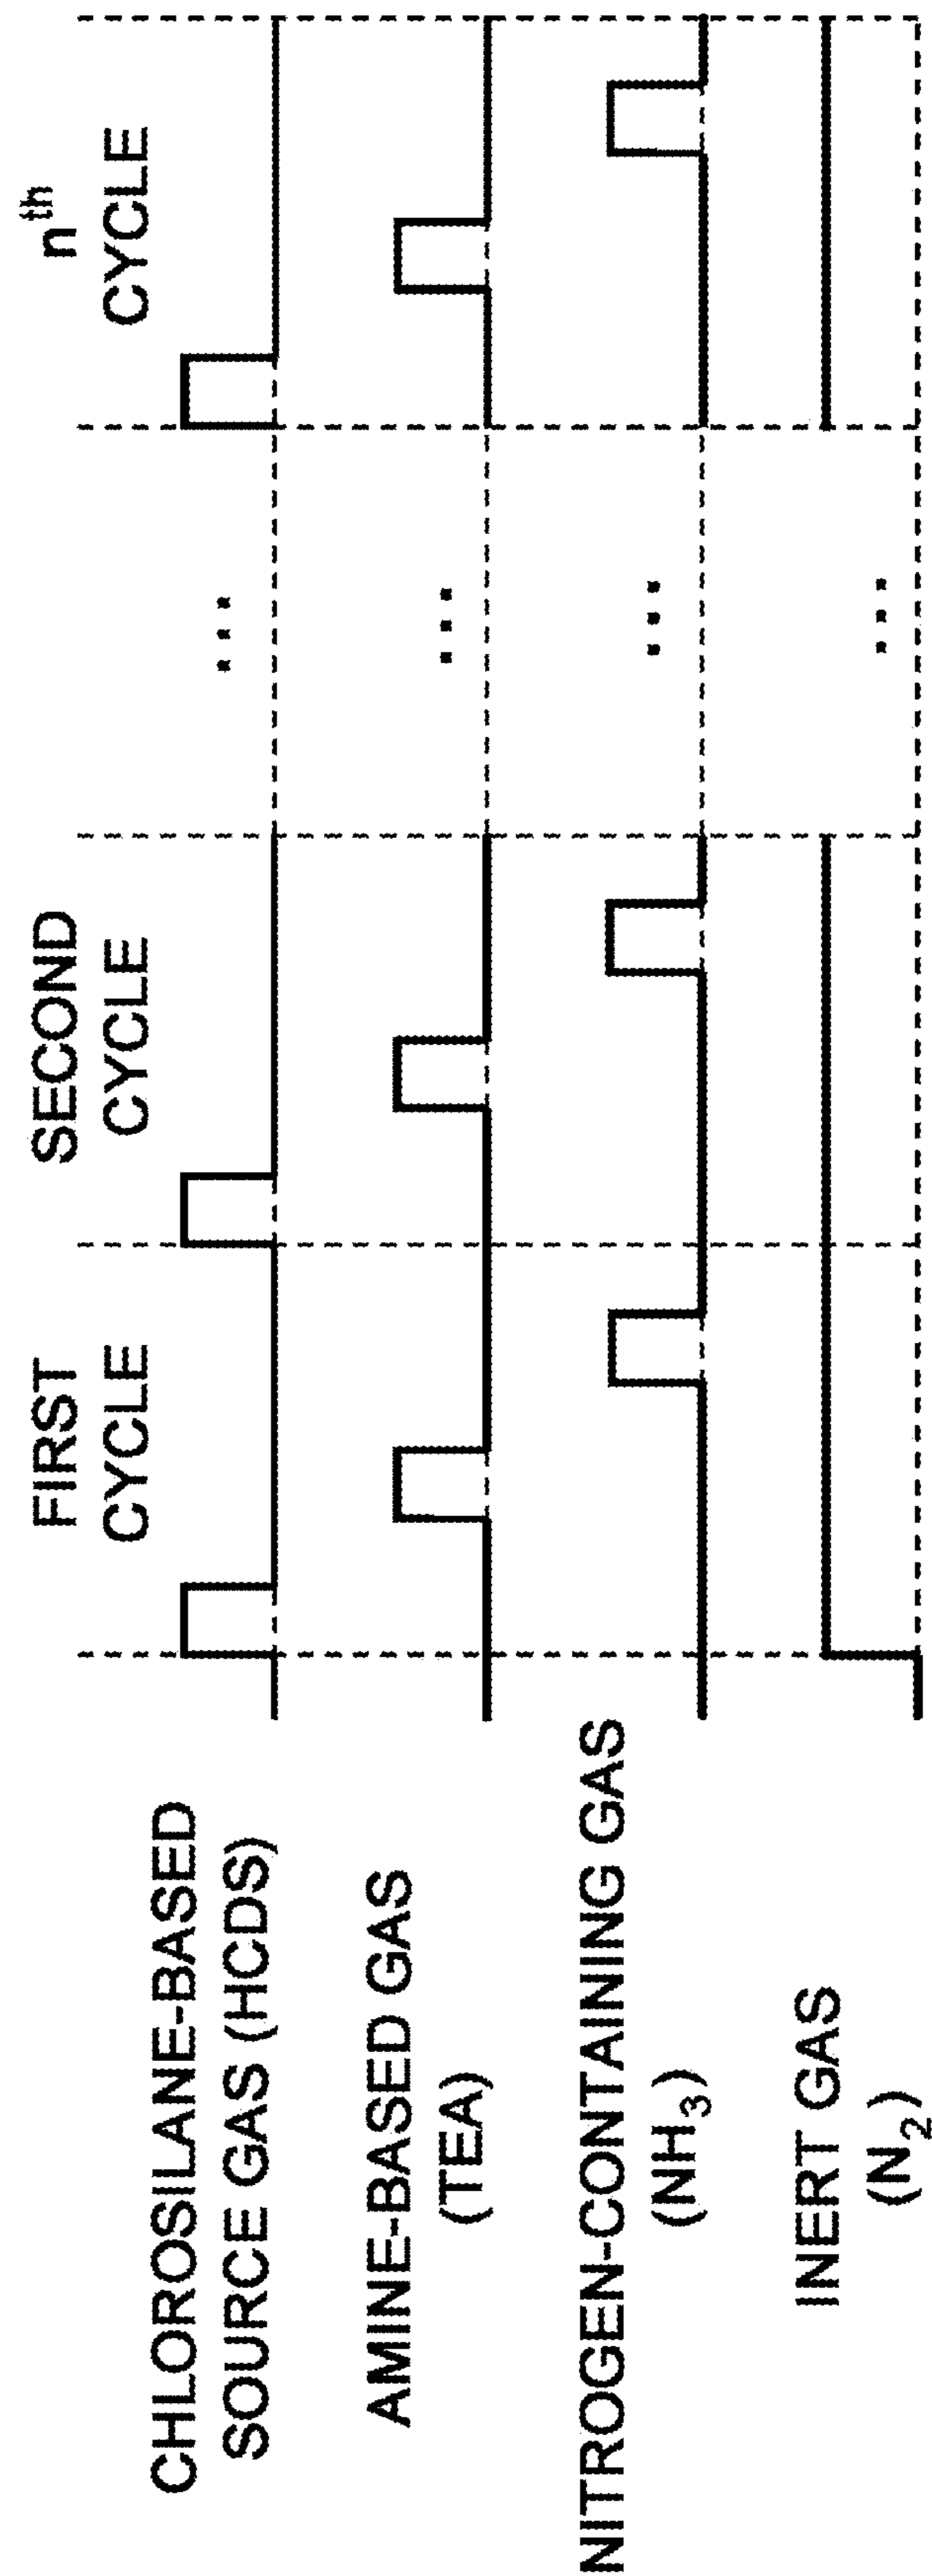 FIRST
CYCLE
SECOND
CYCLE
nth
CYCLE
CHLOROSILANE-BASED
SOURCE GAS (HCDS)
AMINE-BASED GAS
(TEA)
NITROGEN-CONTAINING GAS
(NH3)
INERT GAS
(N2)